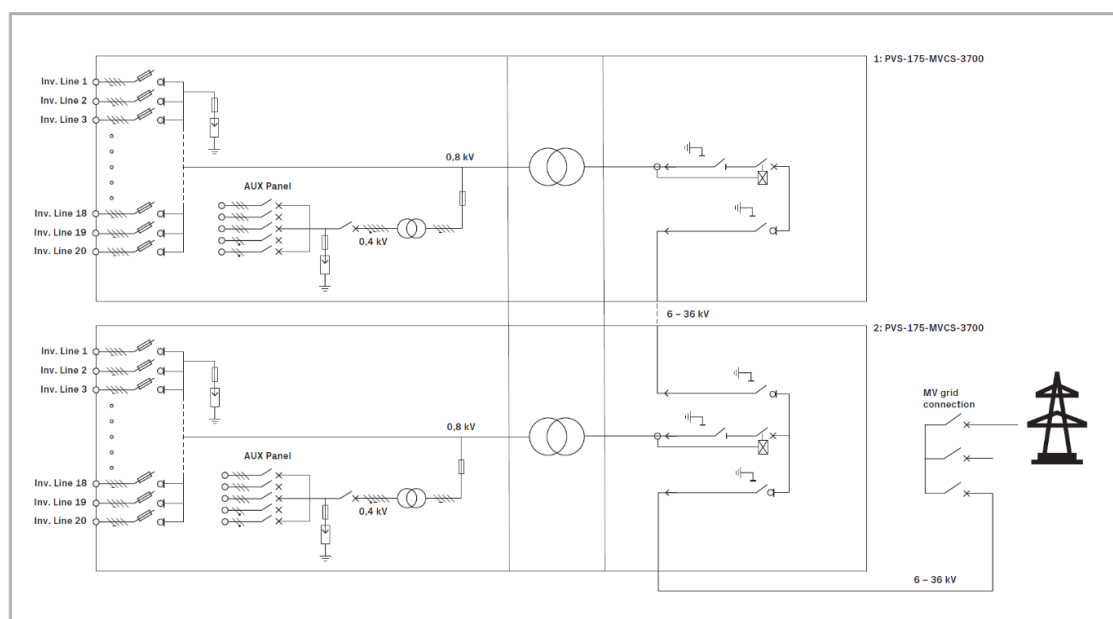 1: PVS-175-MVCS-3700
Inv. Line 1
Inv. Line 2
Inv. Line 3
0,8 kV
AUX Panel
Inv. Line 18
Inv. Line 19
Inv. Line 20
0,4 kV
6 – 36 kV
2: PVS-175-MVCS-3700
Inv. Line 1
Inv. Line 2
Inv. Line 3
MV grid
connection
0,8 kV
AUX Panel
Inv. Line 18
Inv. Line 19
Inv. Line 20
0,4 kV
6 – 36 kV